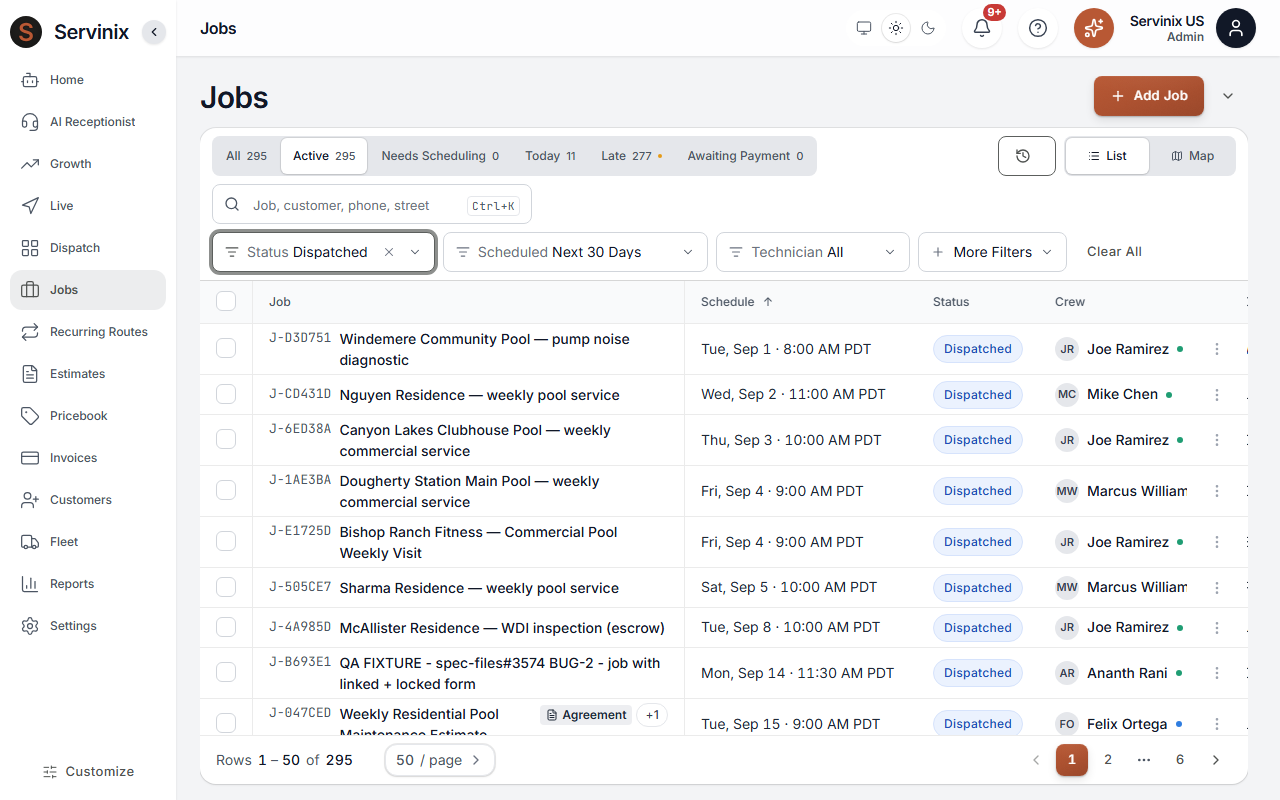 S Servinix
Home
AI Receptionist
Growth
Live
Dispatch
Jobs
Recurring Routes
Estimates
Pricebook
Invoices
Customers
Fleet
Reports
Settings
Customize
Jobs
9+
Servinix US
Admin
Jobs
Add Job
All 295 Active 295 Needs Scheduling 0 Today 11 Late 277 Awaiting Payment 0
List Map
Job, customer, phone, street Ctrl+K
Status Dispatched Scheduled Next 30 Days Technician All More Filters Clear All
Job Schedule Status Crew
J-D3D751 Windemere Community Pool — pump noise
diagnostic
Tue, Sep 1 · 8:00 AM PDT Dispatched JR Joe Ramirez
J-CD431D Nguyen Residence — weekly pool service Wed, Sep 2 · 11:00 AM PDT Dispatched MC Mike Chen
J-6ED38A Canyon Lakes Clubhouse Pool — weekly
commercial service
Thu, Sep 3 · 10:00 AM PDT Dispatched JR Joe Ramirez
J-1AE3BA Dougherty Station Main Pool — weekly
commercial service
Fri, Sep 4 · 9:00 AM PDT Dispatched MW Marcus William
J-E1725D Bishop Ranch Fitness — Commercial Pool
Weekly Visit
Fri, Sep 4 · 9:00 AM PDT Dispatched JR Joe Ramirez
J-505CE7 Sharma Residence — weekly pool service Sat, Sep 5 · 10:00 AM PDT Dispatched MW Marcus William
J-4A985D McAllister Residence — WDI inspection (escrow) Tue, Sep 8 · 10:00 AM PDT Dispatched JR Joe Ramirez
J-B693E1 QA FIXTURE - spec-files#3574 BUG-2 - job with
linked + locked form
Mon, Sep 14 · 11:30 AM PDT Dispatched AR Ananth Rani
J-047CED Weekly Residential Pool
Maintenance Estimate
Agreement +1 Tue, Sep 15 · 9:00 AM PDT Dispatched FO Felix Ortega
Rows 1 – 50 of 295 50 / page 1 2 ••• 6